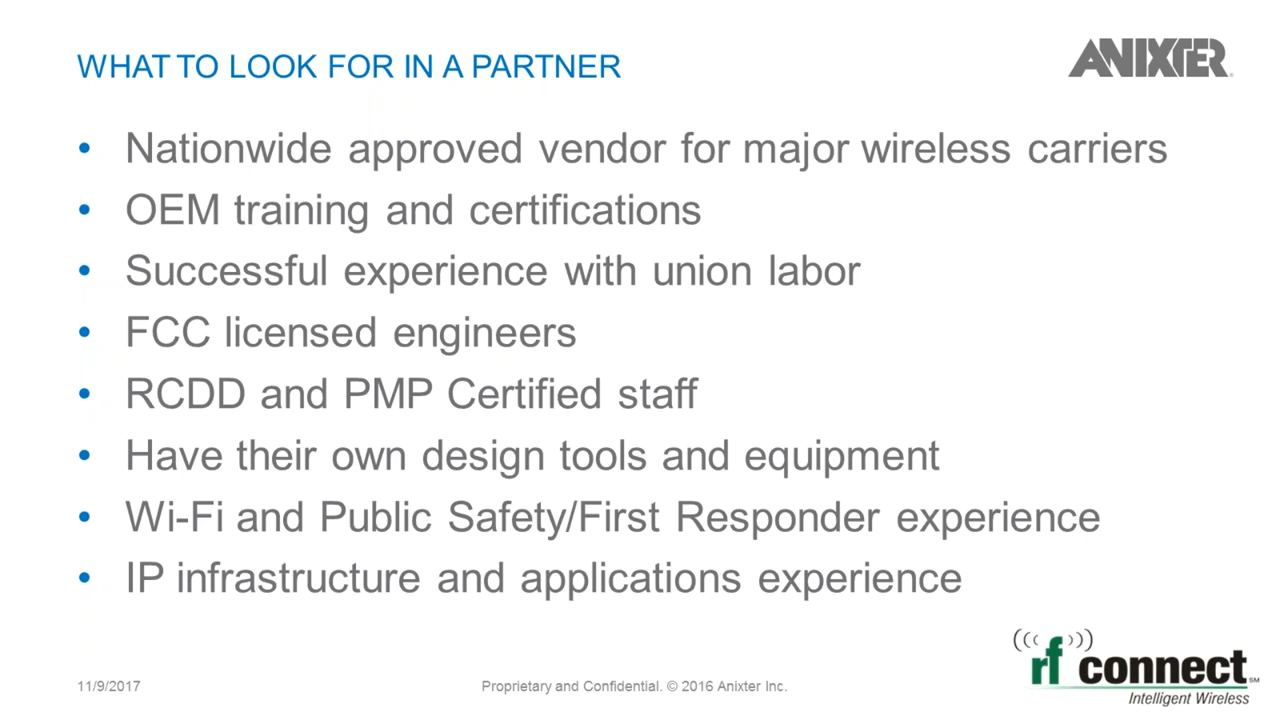 WHAT TO LOOK FOR IN A PARTNER
ANIXTER
• Nationwide approved vendor for major wireless carriers
• OEM training and certifications
• Successful experience with union labor
• FCC licensed engineers
• RCDD and PMP Certified staff
• Have their own design tools and equipment
• Wi-Fi and Public Safety/First Responder experience
• IP infrastructure and applications experience
11/9/2017
Proprietary and Confidential. © 2016 Anixter Inc.
rf connect SM
Intelligent Wireless